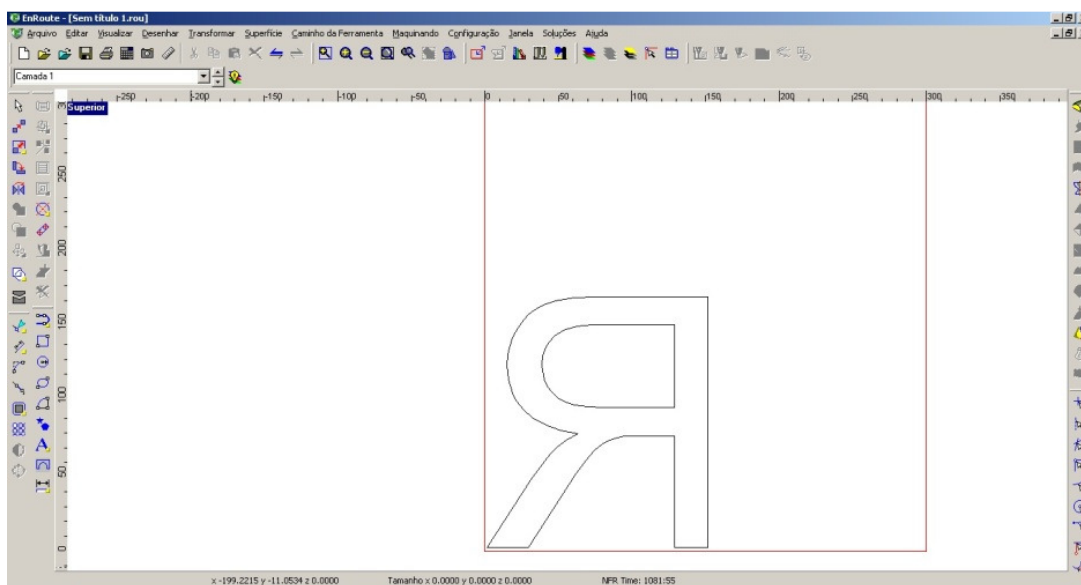 EnRoute - [Sem título 1.rou]
Arquivo Editar Visualizar Desenhar Transformar Superfície Caminho da Ferramenta Maquinando Configuração Janela Soluções Ajuda
Camada 1
-250 -200 -150 -100 -50 0 50 100 150 200 250 300 350
Superior
250
200
150
100
50
0
Я
x -199.2215 y -11.0534 z 0.0000 Tamanho x 0.0000 y 0.0000 z 0.0000 NFR Time: 1081:55